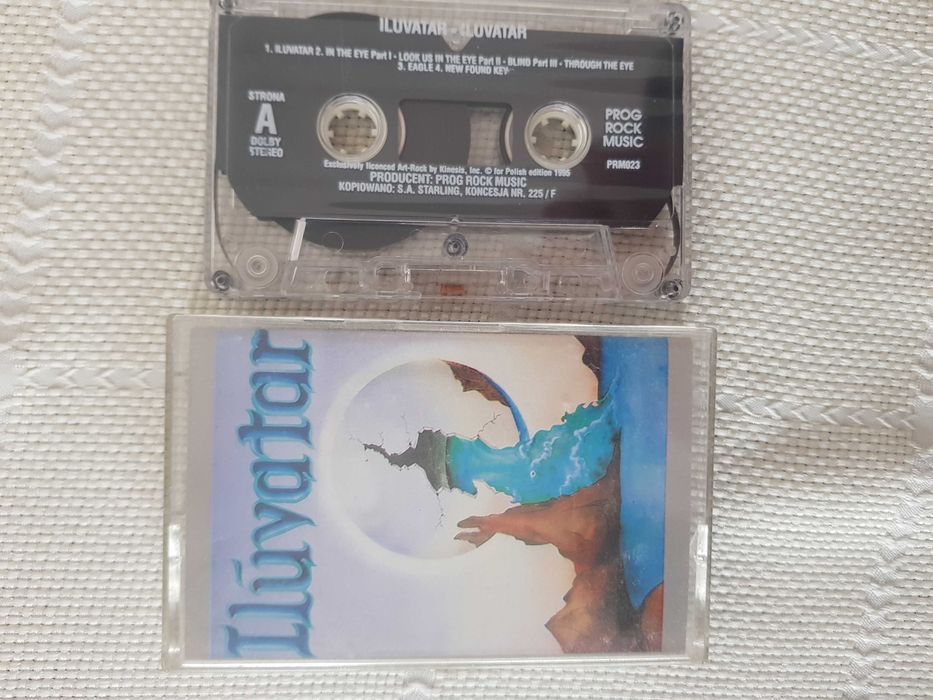 ILUVATAR - ILUVATAR
1. ILUVATAR 2. IN THE EYE Part I - LOOK US IN THE EYE Part II - BLIND Part III - THROUGH THE EYE
3. EAGLE 4. NEW FOUND KEY
STRONA
A
DOLBY
STEREO
PROG
ROCK
MUSIC
PRM023
Exclusively licenced Art-Rock by Kinesis, Inc. © for Polish edition 1995
PRODUCENT: PROG ROCK MUSIC
KOPIOWANO: S.A. STARLING, KONCESJA NR. 225 / F
Ilúvatar